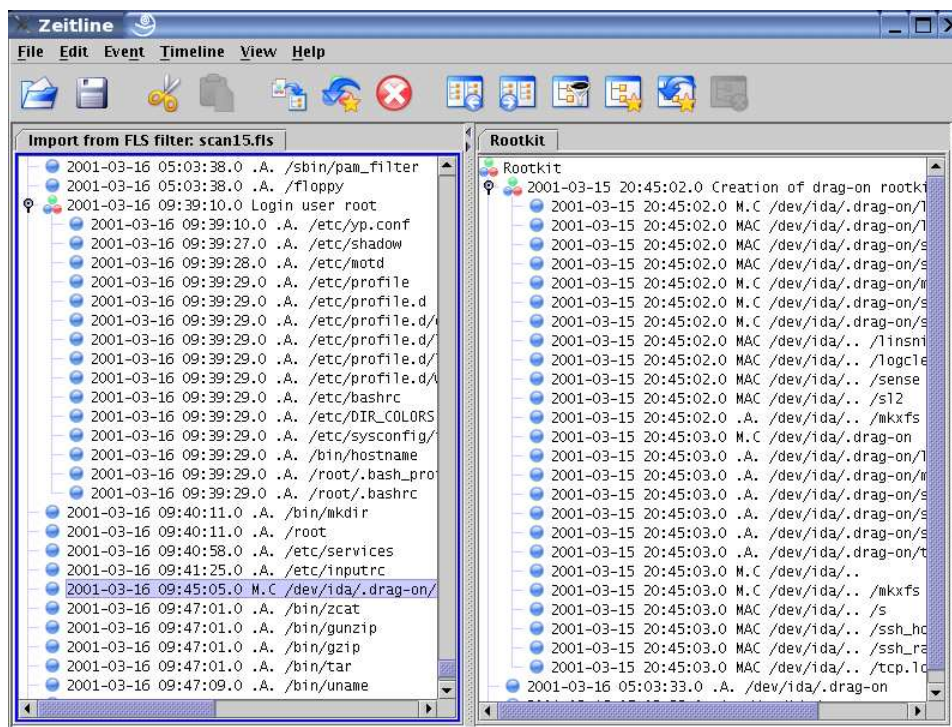 Zeitline
File Edit Event Timeline View Help
Import from FLS filter: scan15.fls
2001-03-16 05:03:38.0 .A. /sbin/pam_filter
2001-03-16 05:03:38.0 .A. /floppy
2001-03-16 09:39:10.0 Login user root
2001-03-16 09:39:10.0 .A. /etc/yp.conf
2001-03-16 09:39:27.0 .A. /etc/shadow
2001-03-16 09:39:28.0 .A. /etc/motd
2001-03-16 09:39:29.0 .A. /etc/profile
2001-03-16 09:39:29.0 .A. /etc/profile.d
2001-03-16 09:39:29.0 .A. /etc/profile.d/
2001-03-16 09:39:29.0 .A. /etc/profile.d/
2001-03-16 09:39:29.0 .A. /etc/profile.d/
2001-03-16 09:39:29.0 .A. /etc/profile.d/
2001-03-16 09:39:29.0 .A. /etc/bashrc
2001-03-16 09:39:29.0 .A. /etc/DIR_COLORS
2001-03-16 09:39:29.0 .A. /etc/sysconfig/
2001-03-16 09:39:29.0 .A. /bin/hostname
2001-03-16 09:39:29.0 .A. /root/.bash_pro
2001-03-16 09:39:29.0 .A. /root/.bashrc
2001-03-16 09:40:11.0 .A. /bin/mkdir
2001-03-16 09:40:11.0 .A. /root
2001-03-16 09:40:58.0 .A. /etc/services
2001-03-16 09:41:25.0 .A. /etc/inputrc
2001-03-16 09:45:05.0 M.C /dev/ida/.drag-on/
2001-03-16 09:47:01.0 .A. /bin/zcat
2001-03-16 09:47:01.0 .A. /bin/gunzip
2001-03-16 09:47:01.0 .A. /bin/gzip
2001-03-16 09:47:01.0 .A. /bin/tar
2001-03-16 09:47:09.0 .A. /bin/uname
Rootkit
Rootkit
2001-03-15 20:45:02.0 Creation of drag-on rootki
2001-03-15 20:45:02.0 M.C /dev/ida/.drag-on/l
2001-03-15 20:45:02.0 MAC /dev/ida/.drag-on/l
2001-03-15 20:45:02.0 MAC /dev/ida/.drag-on/s
2001-03-15 20:45:02.0 M.C /dev/ida/.drag-on/m
2001-03-15 20:45:02.0 M.C /dev/ida/.drag-on/s
2001-03-15 20:45:02.0 M.C /dev/ida/.drag-on/s
2001-03-15 20:45:02.0 MAC /dev/ida/.. /linsni
2001-03-15 20:45:02.0 MAC /dev/ida/.. /logcle
2001-03-15 20:45:02.0 MAC /dev/ida/.. /sense
2001-03-15 20:45:02.0 MAC /dev/ida/.. /sl2
2001-03-15 20:45:02.0 .A. /dev/ida/.. /mkxfs
2001-03-15 20:45:03.0 M.C /dev/ida/.drag-on
2001-03-15 20:45:03.0 .A. /dev/ida/.drag-on/l
2001-03-15 20:45:03.0 .A. /dev/ida/.drag-on/m
2001-03-15 20:45:03.0 .A. /dev/ida/.drag-on/s
2001-03-15 20:45:03.0 .A. /dev/ida/.drag-on/s
2001-03-15 20:45:03.0 .A. /dev/ida/.drag-on/s
2001-03-15 20:45:03.0 MAC /dev/ida/.drag-on/t
2001-03-15 20:45:03.0 M.C /dev/ida/..
2001-03-15 20:45:03.0 M.C /dev/ida/.. /mkxfs
2001-03-15 20:45:03.0 MAC /dev/ida/.. /s
2001-03-15 20:45:03.0 MAC /dev/ida/.. /ssh_ho
2001-03-15 20:45:03.0 MAC /dev/ida/.. /ssh_ra
2001-03-15 20:45:03.0 MAC /dev/ida/.. /tcp.lo
2001-03-16 05:03:33.0 .A. /dev/ida/.drag-on